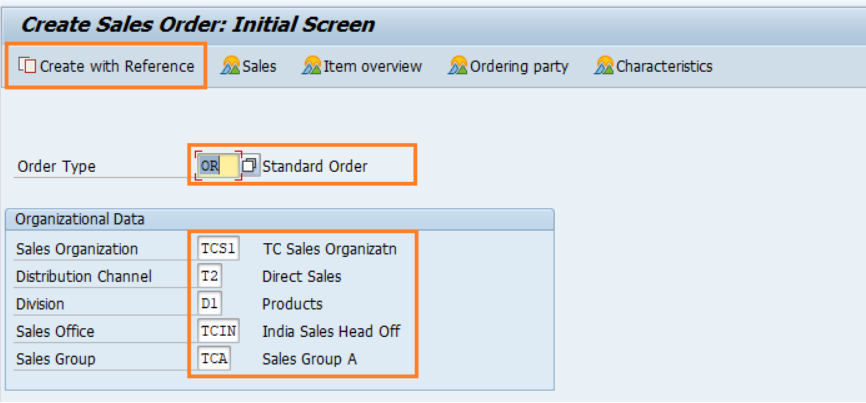 Create Sales Order: Initial Screen
Create with Reference Sales Item overview Ordering party Characteristics
Order Type OR Standard Order
Organizational Data
Sales Organization TCS1 TC Sales Organizatn
Distribution Channel T2 Direct Sales
Division D1 Products
Sales Office TCIN India Sales Head Off
Sales Group TCA Sales Group A